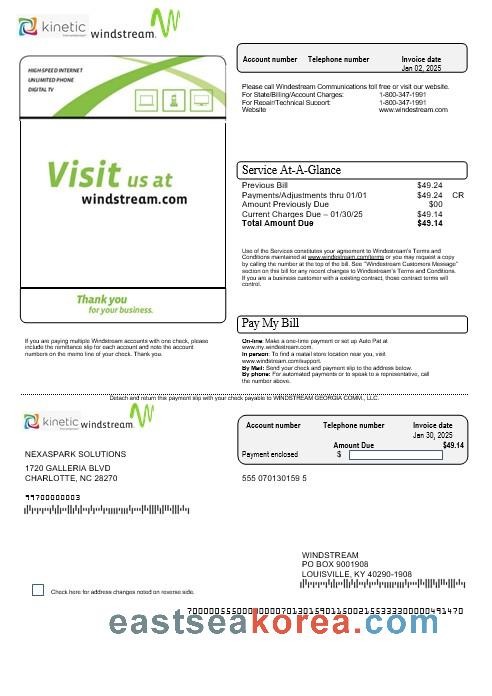 kinetic windstream.
HIGH-SPEED INTERNET
UNLIMITED PHONE
DIGITAL TV
Visit us at
windstream.com
Thank you
for your business.
Account number Telephone number Invoice date
Jan 02, 2025
Please call Windestream Communications toll free or visit our website.
For State/Billing/Account Charges: 1-800-347-1991
For Repair/Technical Support: 1-800-347-1991
Website www.windestream.com
Service At-A-Glance
Previous Bill $49.24
Payments/Adjustments thru 01/01 $49.24 CR
Amount Previously Due $00
Current Charges Due – 01/30/25 $49.14
Total Amount Due $49.14
Use of the Services constitutes your agreement to Windestream's Terms and
Conditions maintained at www.windestream.com/terms or you may request a copy
by calling the number at the top of the bill. See "Windestream Customers Message"
section on this bill for any recent changes to Windestream's Terms and Conditions.
If you are a business customer with a existing contract, those contract terms will
control.
Pay My Bill
If you are paying multiple Windstream accounts with one check, please
include the remittance slip for each account and note the account
numbers on the memo line of your check. Thank you.
On-line: Make a one-time payment or set up Auto Pat at
www.my.windstream.com.
In person: To find a mail store location near you, visit
www.windstream.com/support.
By Mail: Send your check and payment slip to the address below.
By phone: For automated payments or to speak to a representative, call
the number above.
Detach and return this payment slip with your check payable to WINDSTREAM GEORGIA COMM., LLC.
kinetic windstream.
Account number Telephone number Invoice date
Jan 30, 2025
Amount Due $49.14
Payment enclosed $
NEXASPARK SOLUTIONS
1720 GALLERIA BLVD
CHARLOTTE, NC 28270
555 070130159 5
99700000003
WINDSTREAM
PO BOX 9001908
LOUISVILLE, KY 40290-1908
Check here for address changes noted on reverse side.
eastseakorea.com